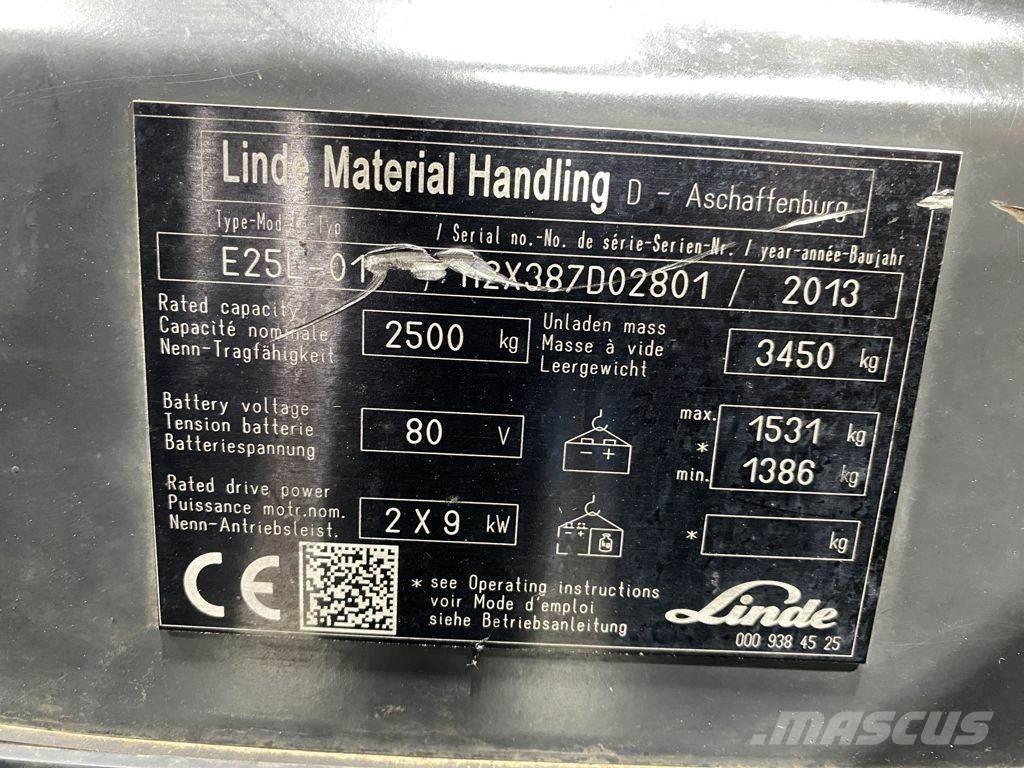 Linde Material Handling D - Aschaffenburg
/ Serial no.-No. de série-Serien-Nr. / year-année-Baujahr
/ H2X387D02801 / 2013
Rated capacity
Capacité nominale
Nenn-Tragfähigkeit
2500 kg
Unladen mass
Masse à vide
Leergewicht
3450 kg
Battery voltage
Tension batterie
Batteriespannung
80 V
- +
max. 1531 kg
*
min. 1386 kg
Rated drive power
Puissance motr.nom.
Nenn-Antriebsleist.
2 X 9 kW
- + kg
* kg
CE
* see Operating instructions
voir Mode d'emploi
siehe Betriebsanleitung
Linde
000 938 45 25
MASCUS